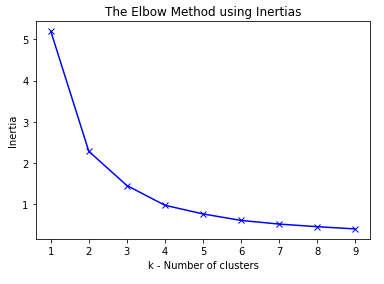 The Elbow Method using Inertias
5
4
3
2
1
Inertia
1 2 3 4 5 6 7 8 9
k - Number of clusters